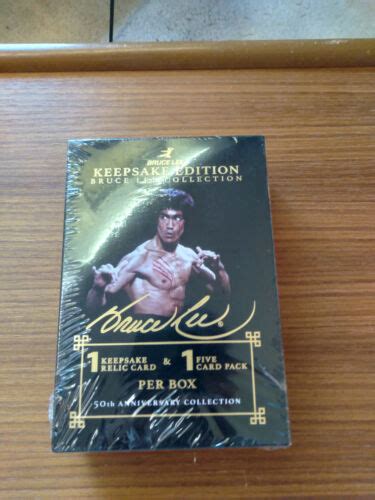 BRUCE LEE
KEEPSAKE EDITION
BRUCE LEE COLLECTION
Bruce Lee
1 KEEPSAKE RELIC CARD & 1 FIVE CARD PACK
PER BOX
50th ANNIVERSARY COLLECTION